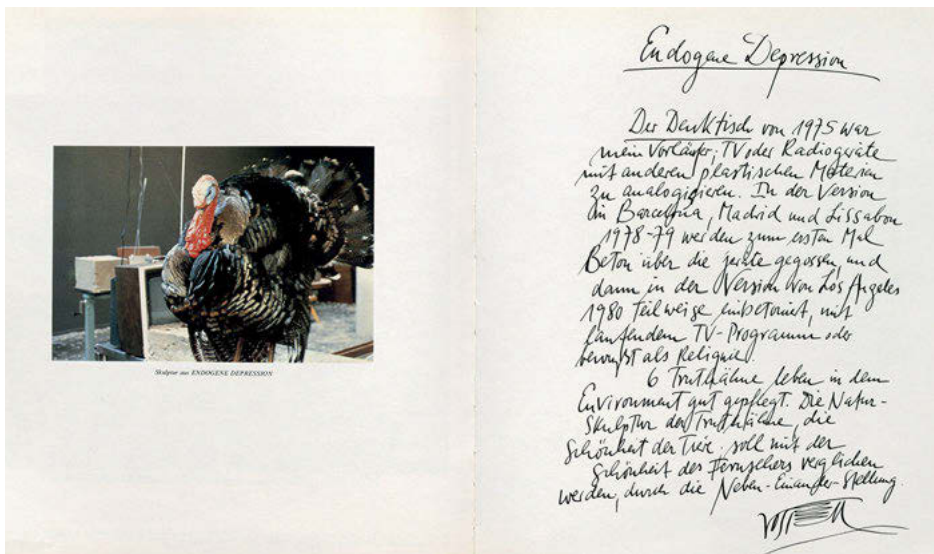 Skulptur aus ENDOGENE DEPRESSION
Endogene Depression
Der Denktisch von 1975 war
mein Vorläufer, TV oder Radiogeräte
mit anderen plastischen Materien
zu analogisieren. In der Version
in Barcelona, Madrid und Lissabon
1978-79 werden zum ersten Mal
Beton über die geräte gegossen, und
dann in der Version von Los Angeles
1980 teilweise einbetoniert, mit
laufendem TV-Programm oder
bewußt als Reliquie.
6 Truthähne leben in dem
Environment gut gepflegt. Die Natur-
Skulptur der Truthähne, die
Schönheit der Tiere soll mit der
Schönheit des Fernsehers verglichen
werden, durch die Neben-Einander-Stellung.